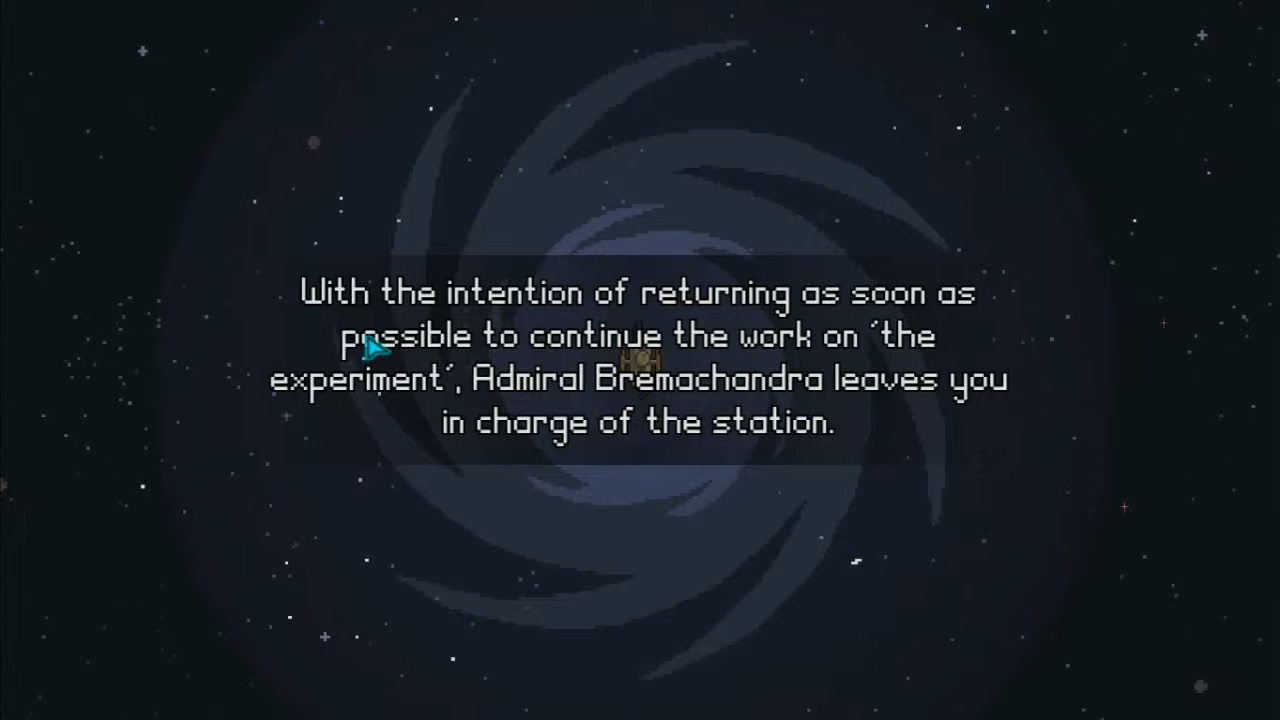 With the intention of returning as soon as
possible to continue the work on ´the
experiment´, Admiral Bremachandra leaves you
in charge of the station.